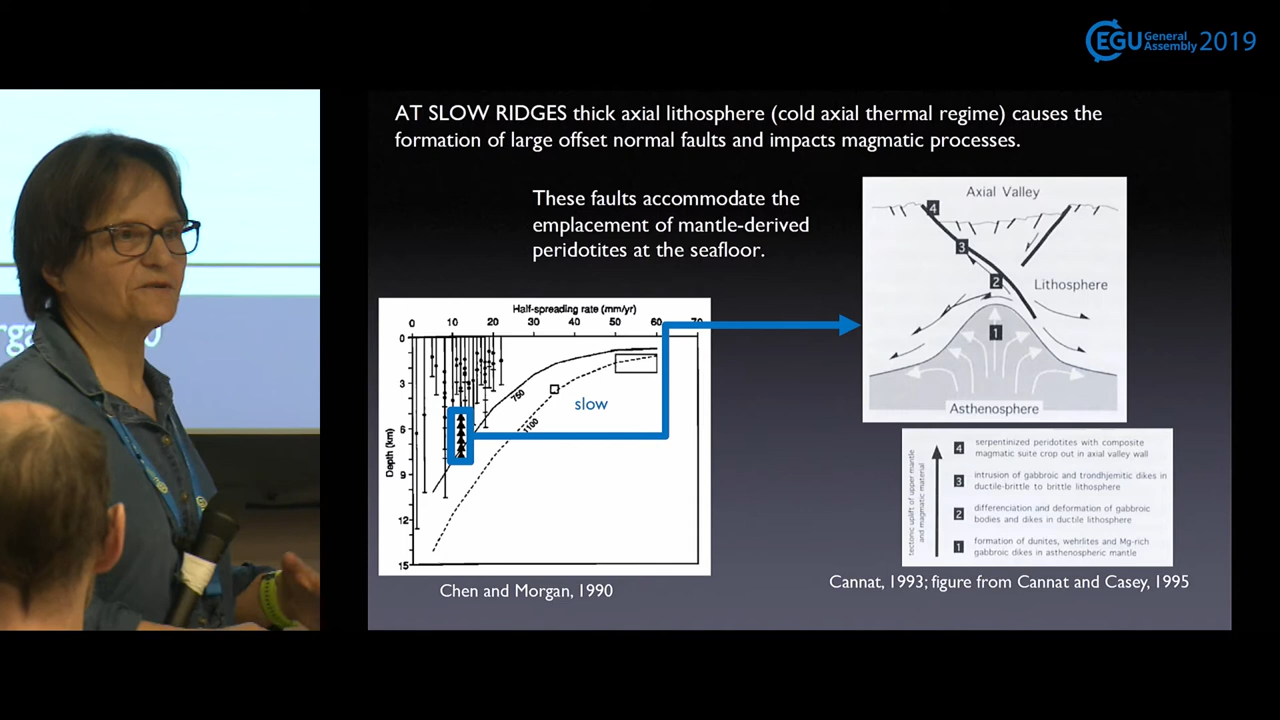 EGU General Assembly 2019
AT SLOW RIDGES thick axial lithosphere (cold axial thermal regime) causes the
formation of large offset normal faults and impacts magmatic processes.
These faults accommodate the
emplacement of mantle-derived
peridotites at the seafloor.
Axial Valley
4
3
2
Lithosphere
1
Asthenosphere
Half-spreading rate (mm/yr)
0 10 20 30 40 50 60 70
0
3
6
9
12
15
Depth (km)
750
1100
slow
Chen and Morgan, 1990
tectonic uplift of upper mantle
and magmatic material
4 serpentinized peridotites with composite
magmatic suite crop out in axial valley wall
3 intrusion of gabbroic and trondhjemitic dikes in
ductile-brittle to brittle lithosphere
2 differenciation and deformation of gabbroic
bodies and dikes in ductile lithosphere
1 formation of dunites, wehrlites and Mg-rich
gabbroic dikes in asthenospheric mantle
Cannat, 1993; figure from Cannat and Casey, 1995